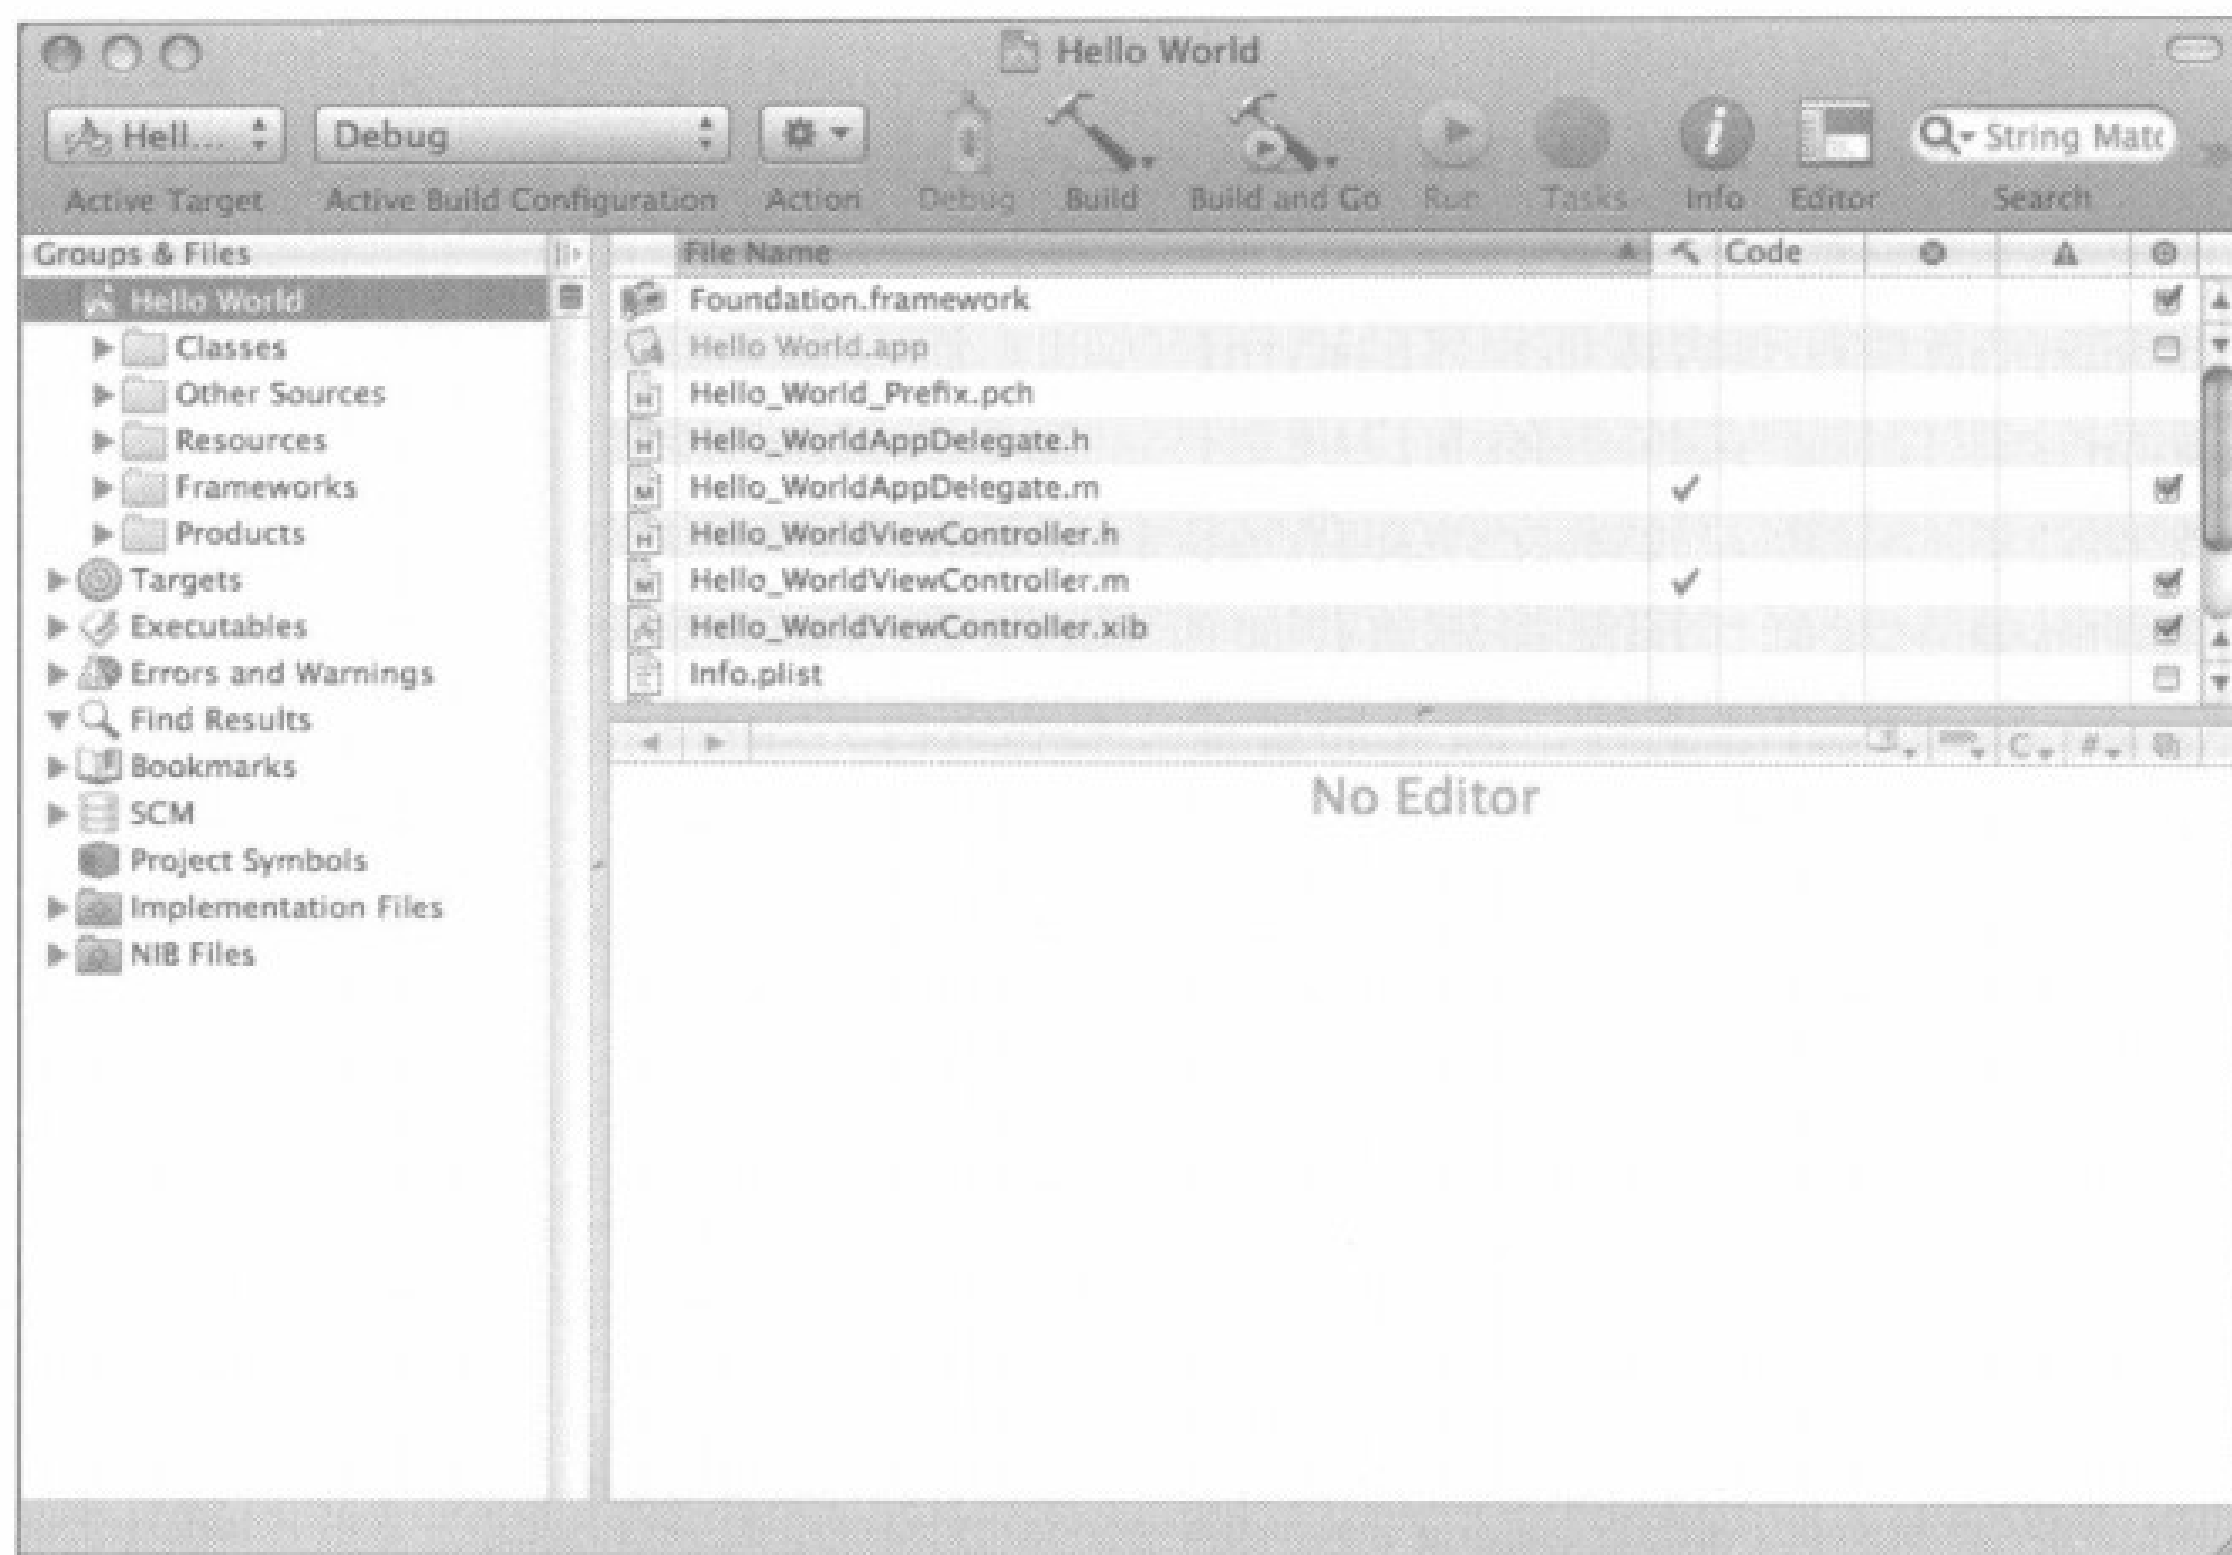 Hello World
Hell... Debug String Matc
Active Target Active Build Configuration Action Debug Build Build and Go Run Tasks Info Editor Search
Groups & Files
Hello World
Classes
Other Sources
Resources
Frameworks
Products
Targets
Executables
Errors and Warnings
Find Results
Bookmarks
SCM
Project Symbols
Implementation Files
NIB Files
File Name Code
Foundation.framework
Hello World.app
Hello_World_Prefix.pch
Hello_WorldAppDelegate.h
Hello_WorldAppDelegate.m
Hello_WorldViewController.h
Hello_WorldViewController.m
Hello_WorldViewController.xib
Info.plist
C #
No Editor